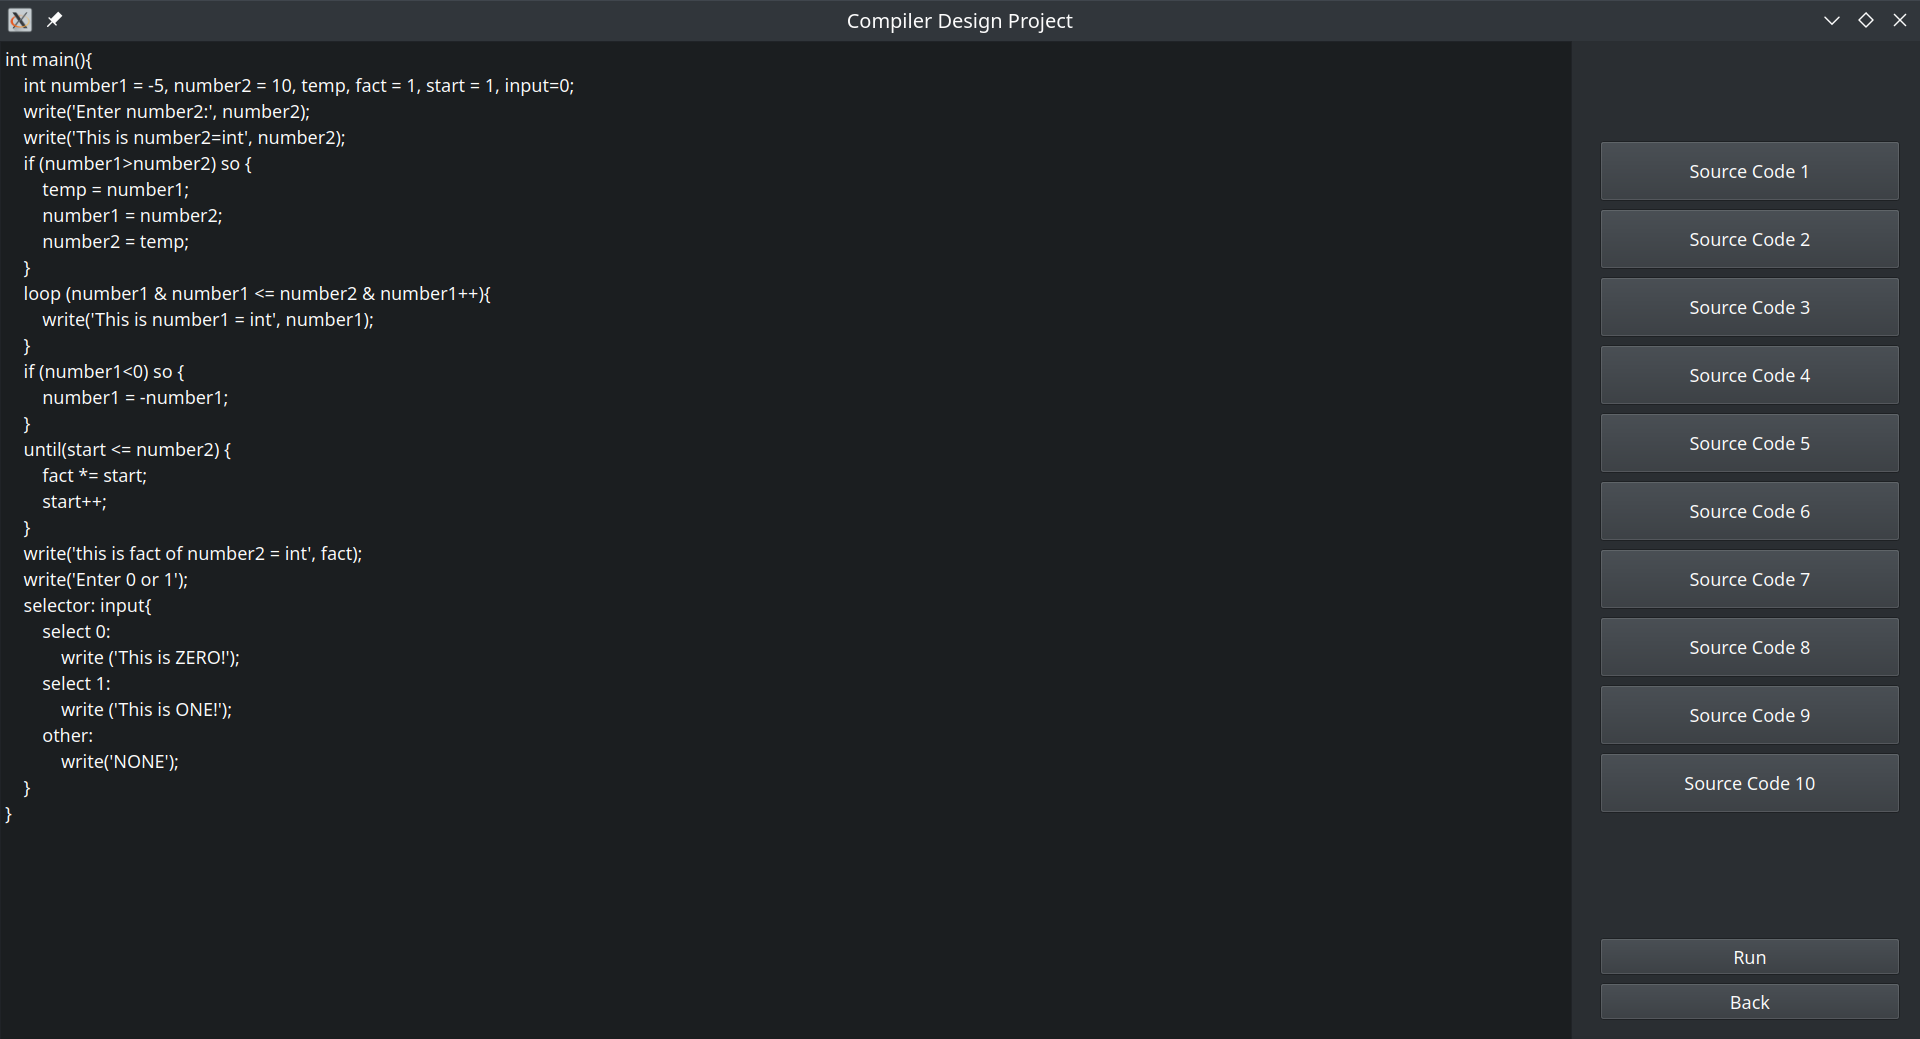 Compiler Design Project
int main(){
    int number1 = -5, number2 = 10, temp, fact = 1, start = 1, input=0;
    write('Enter number2:', number2);
    write('This is number2=int', number2);
    if (number1>number2) so {
        temp = number1;
        number1 = number2;
        number2 = temp;
    }
    loop (number1 & number1 <= number2 & number1++){
        write('This is number1 = int', number1);
    }
    if (number1<0) so {
        number1 = -number1;
    }
    until(start <= number2) {
        fact *= start;
        start++;
    }
    write('this is fact of number2 = int', fact);
    write('Enter 0 or 1');
    selector: input{
        select 0:
            write ('This is ZERO!');
        select 1:
            write ('This is ONE!');
        other:
            write('NONE');
    }
}
Source Code 1
Source Code 2
Source Code 3
Source Code 4
Source Code 5
Source Code 6
Source Code 7
Source Code 8
Source Code 9
Source Code 10
Run
Back